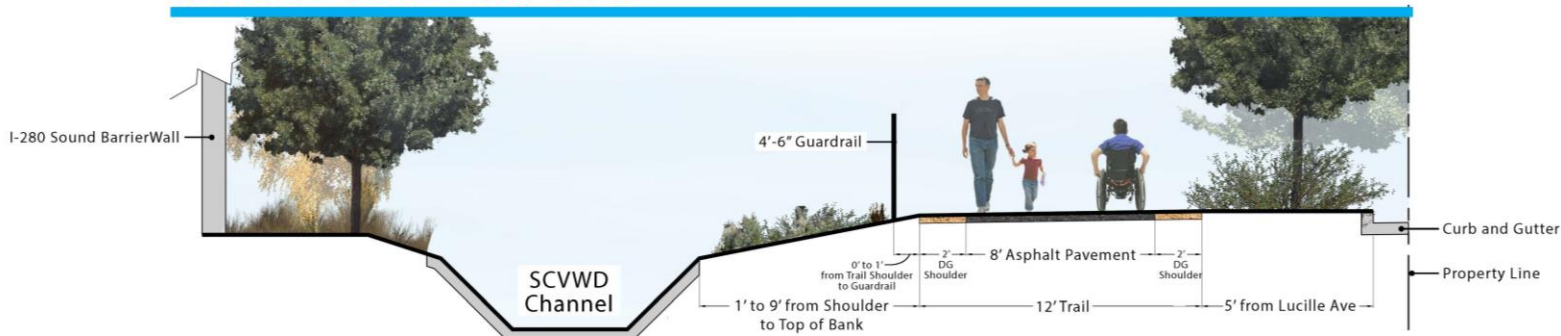 I-280 Sound BarrierWall
4'-6" Guardrail
SCVWD
Channel
0' to 1'
from Trail Shoulder
to Guardrail
2'
DG
Shoulder
8' Asphalt Pavement
2'
DG
Shoulder
1' to 9' from Shoulder
to Top of Bank
12' Trail
5' from Lucille Ave
Curb and Gutter
Property Line